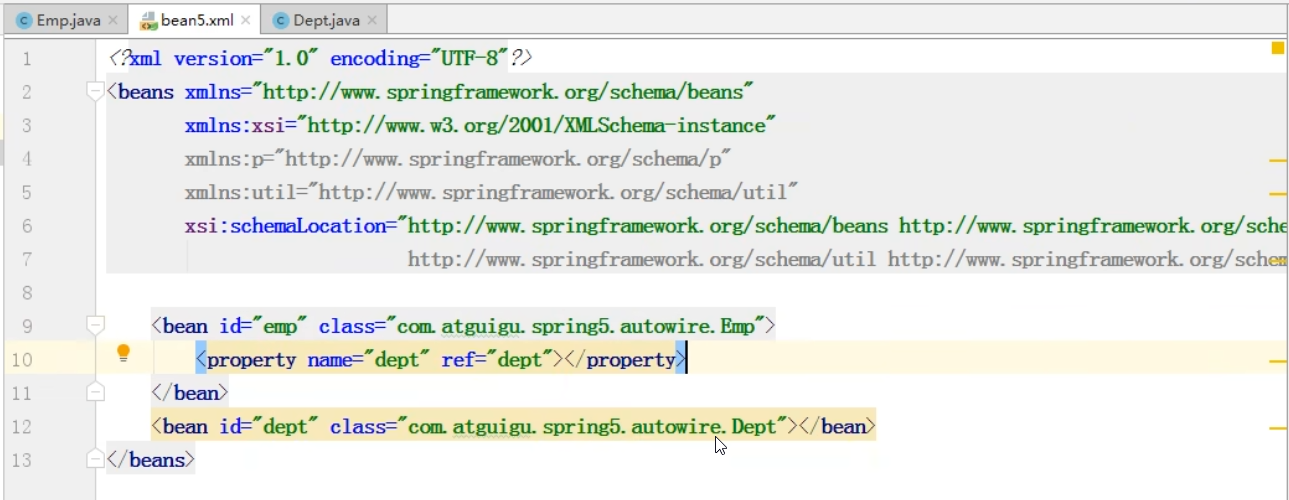 Emp.java bean5.xml Dept.java
1 <?xml version="1.0" encoding="UTF-8"?>
2 <beans xmlns="http://www.springframework.org/schema/beans"
3 xmlns:xsi="http://www.w3.org/2001/XMLSchema-instance"
4 xmlns:p="http://www.springframework.org/schema/p"
5 xmlns:util="http://www.springframework.org/schema/util"
6 xsi:schemaLocation="http://www.springframework.org/schema/beans http://www.springframework.org/sche
7 http://www.springframework.org/schema/util http://www.springframework.org/schem
8
9 <bean id="emp" class="com.atguigu.spring5.autowire.Emp">
10 <property name="dept" ref="dept"></property>
11 </bean>
12 <bean id="dept" class="com.atguigu.spring5.autowire.Dept"></bean>
13 </beans>